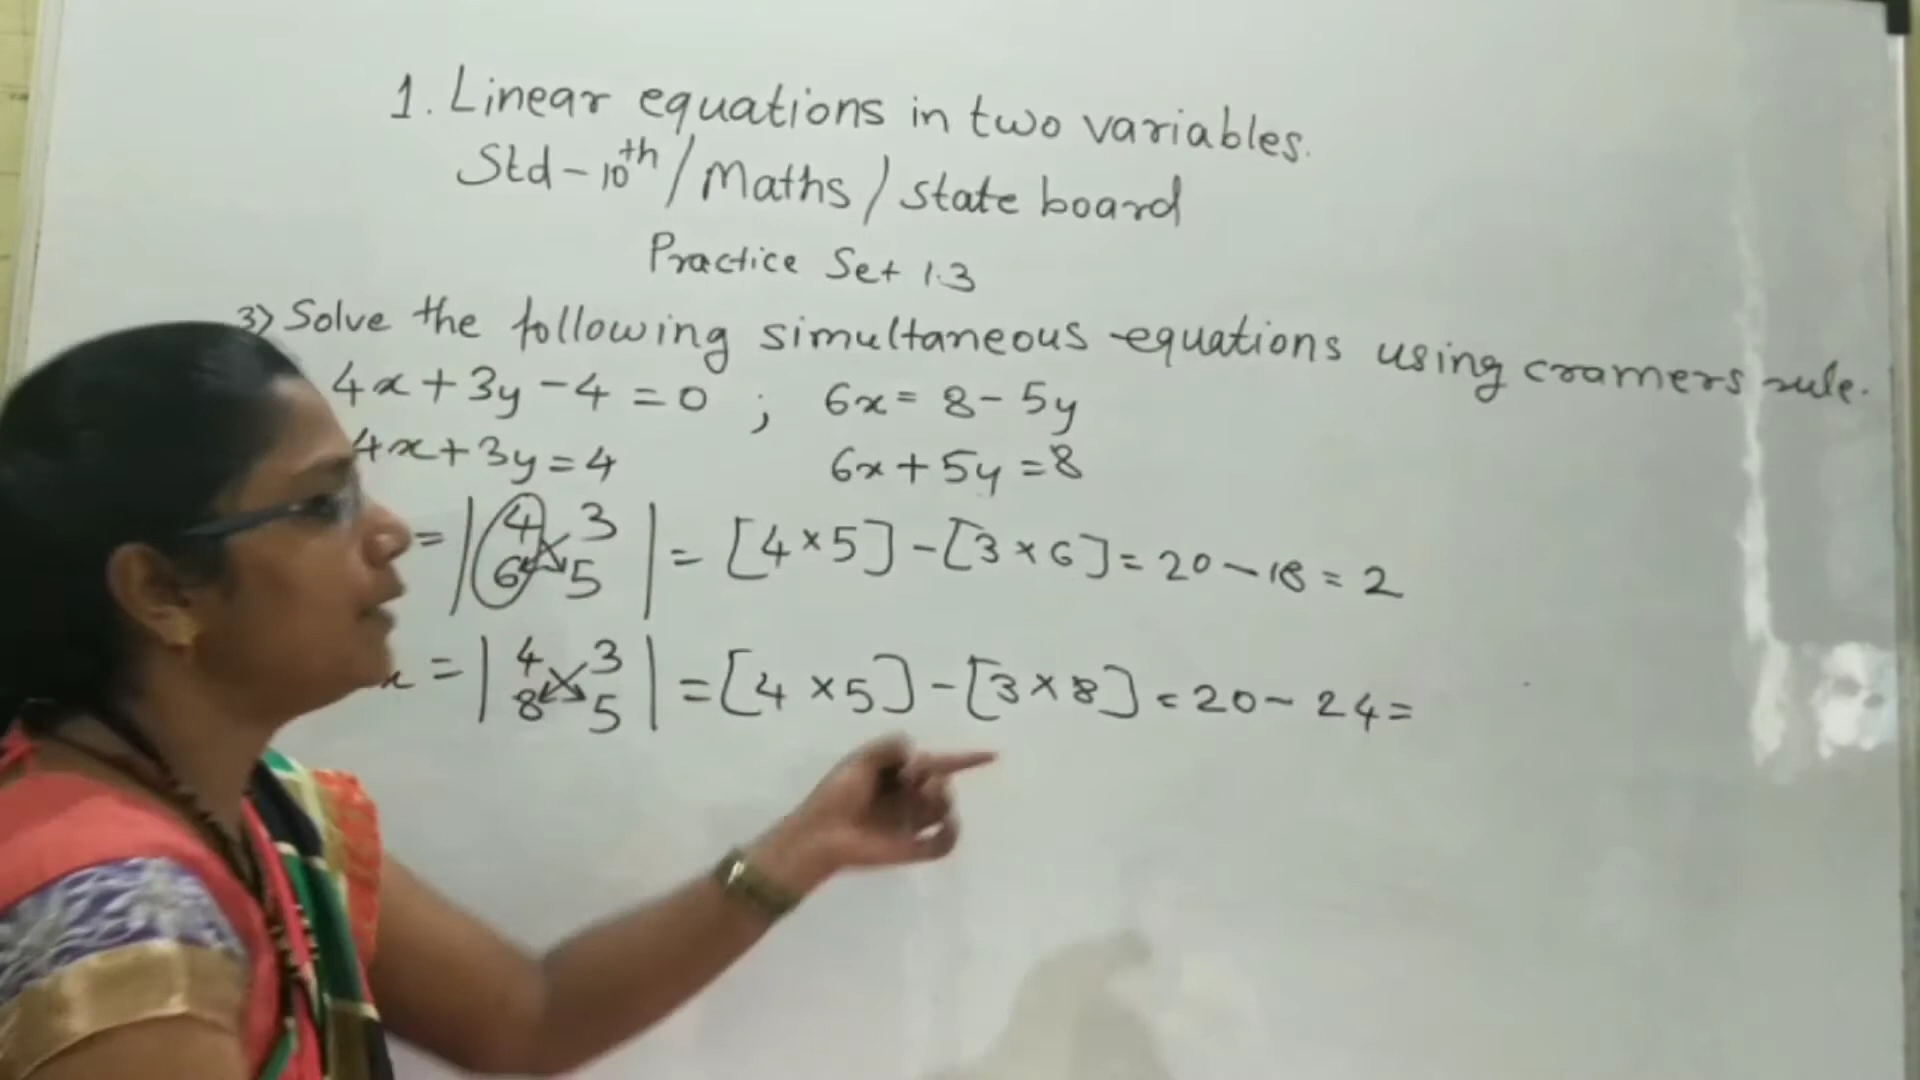 1. Linear equations in two variables.
Std - 10th / Maths / state board
Practice Set 1.3
3) Solve the following simultaneous equations using cramers rule.
4x + 3y - 4 = 0 ; 6x = 8 - 5y
4x + 3y = 4 6x + 5y = 8
= | 4 3 | = [4 × 5] - [3 × 6] = 20 - 18 = 2
6 5
x = | 4 3 | = [4 × 5] - [3 × 8] = 20 - 24 =
8 5